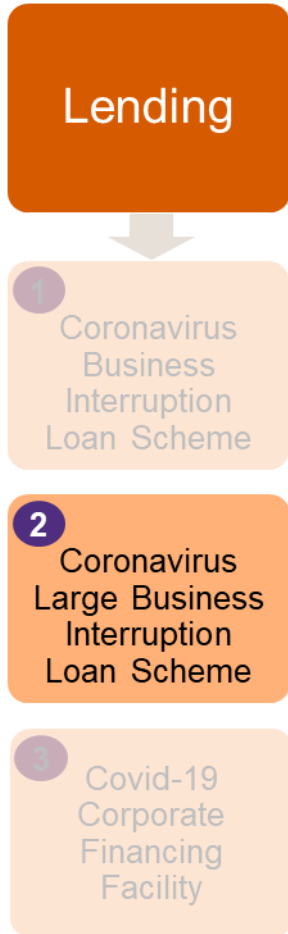 Lending
1
Coronavirus
Business
Interruption
Loan Scheme
2
Coronavirus
Large Business
Interruption
Loan Scheme
3
Covid-19
Corporate
Financing
Facility